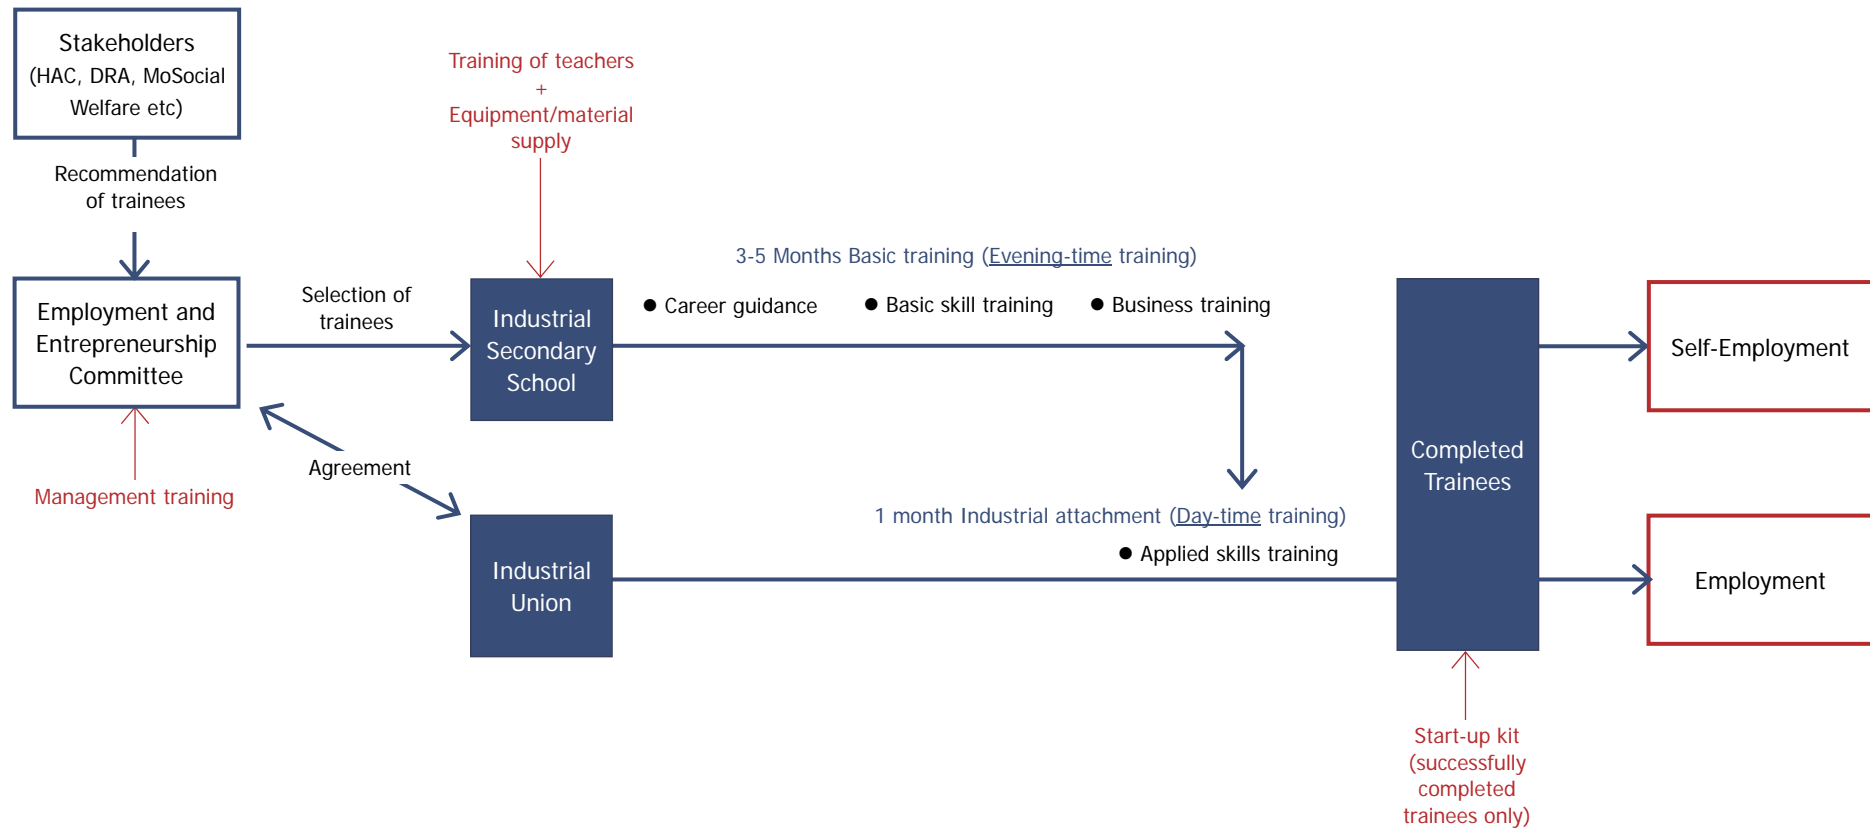 Stakeholders
(HAC, DRA, MoSocial
Welfare etc)
Recommendation
of trainees
Employment and
Entrepreneurship
Committee
Management training
Selection of
trainees
Agreement
Training of teachers
+
Equipment/material
supply
Industrial
Secondary
School
Industrial
Union
3-5 Months Basic training (Evening-time training)
● Career guidance ● Basic skill training ● Business training
1 month Industrial attachment (Day-time training)
● Applied skills training
Completed
Trainees
Start-up kit
(successfully
completed
trainees only)
Self-Employment
Employment